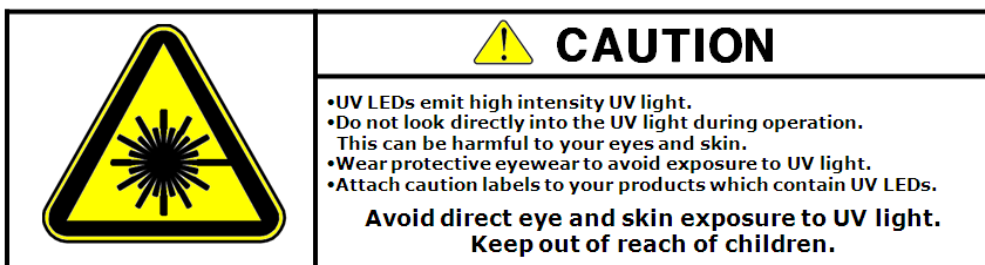 CAUTION
•UV LEDs emit high intensity UV light.
•Do not look directly into the UV light during operation.
This can be harmful to your eyes and skin.
•Wear protective eyewear to avoid exposure to UV light.
•Attach caution labels to your products which contain UV LEDs.
Avoid direct eye and skin exposure to UV light.
Keep out of reach of children.